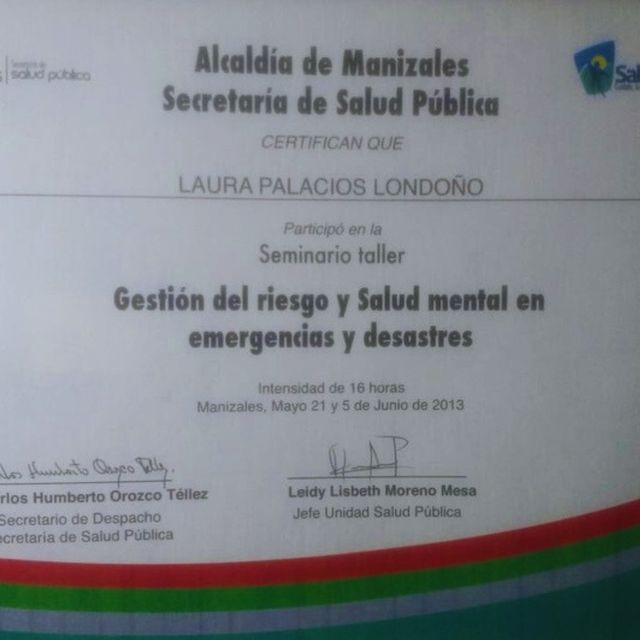 salud pública
Alcaldía de Manizales
Secretaría de Salud Pública
CERTIFICAN QUE
LAURA PALACIOS LONDOÑO
Participó en la
Seminario taller
Gestión del riesgo y Salud mental en
emergencias y desastres
Intensidad de 16 horas
Manizales, Mayo 21 y 5 de Junio de 2013
rlos Humberto Orozco Téllez
Secretario de Despacho
ecretaria de Salud Pública
Leidy Lisbeth Moreno Mesa
Jefe Unidad Salud Pública